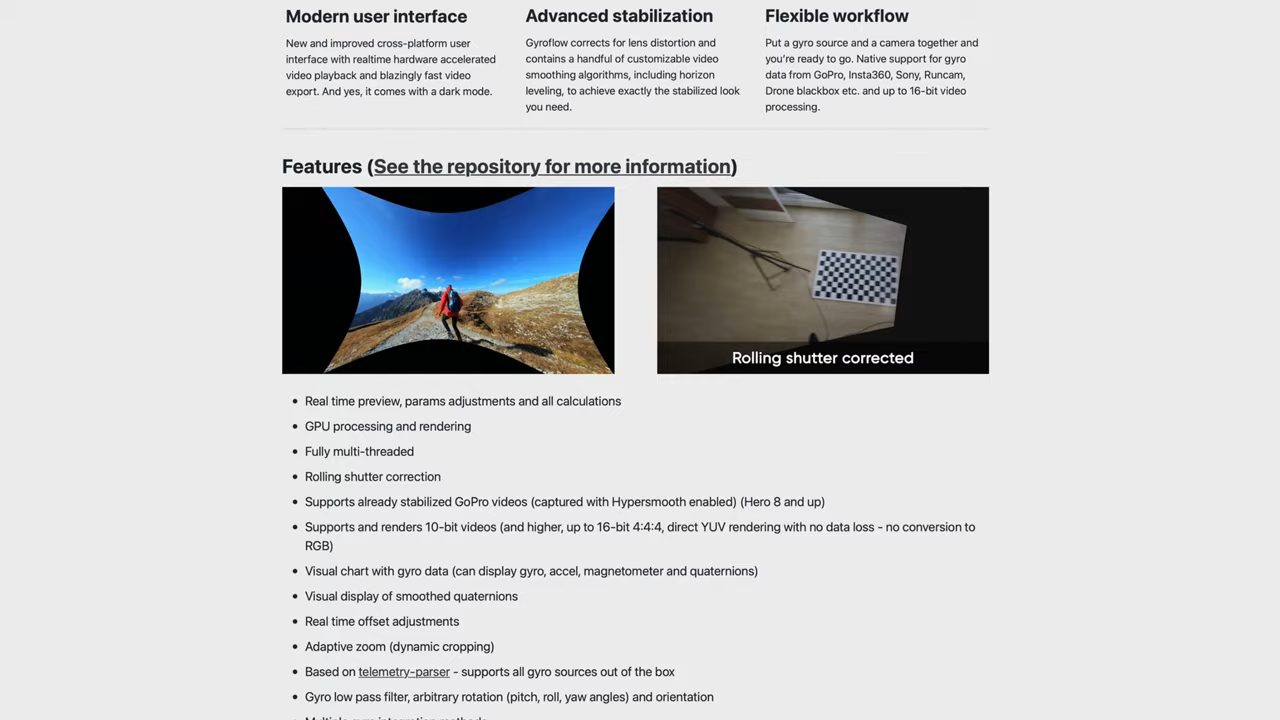 Modern user interface
New and improved cross-platform user
interface with realtime hardware accelerated
video playback and blazingly fast video
export. And yes, it comes with a dark mode.
Advanced stabilization
Gyroflow corrects for lens distortion and
contains a handful of customizable video
smoothing algorithms, including horizon
leveling, to achieve exactly the stabilized look
you need.
Flexible workflow
Put a gyro source and a camera together and
you're ready to go. Native support for gyro
data from GoPro, Insta360, Sony, Runcam,
Drone blackbox etc. and up to 16-bit video
processing.
Features (See the repository for more information)
Rolling shutter corrected
• Real time preview, params adjustments and all calculations
• GPU processing and rendering
• Fully multi-threaded
• Rolling shutter correction
• Supports already stabilized GoPro videos (captured with Hypersmooth enabled) (Hero 8 and up)
• Supports and renders 10-bit videos (and higher, up to 16-bit 4:4:4, direct YUV rendering with no data loss - no conversion to
RGB)
• Visual chart with gyro data (can display gyro, accel, magnetometer and quaternions)
• Visual display of smoothed quaternions
• Real time offset adjustments
• Adaptive zoom (dynamic cropping)
• Based on telemetry-parser - supports all gyro sources out of the box
• Gyro low pass filter, arbitrary rotation (pitch, roll, yaw angles) and orientation